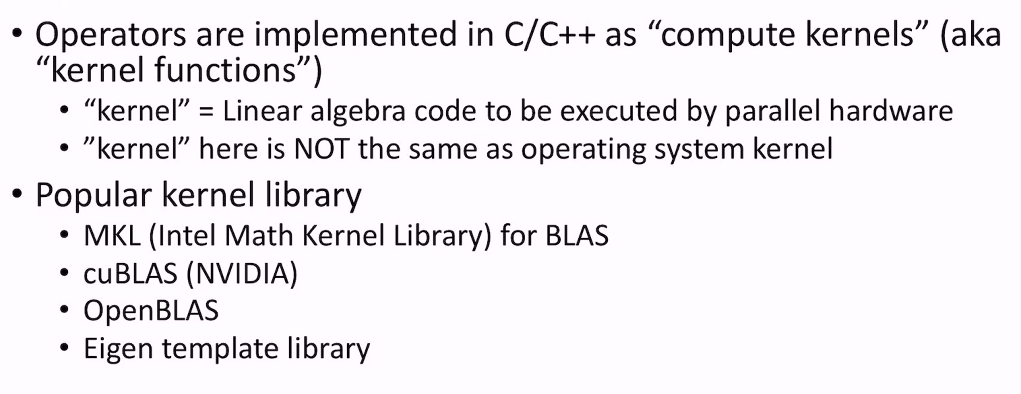 • Operators are implemented in C/C++ as “compute kernels” (aka
“kernel functions”)
• “kernel” = Linear algebra code to be executed by parallel hardware
• ”kernel” here is NOT the same as operating system kernel
• Popular kernel library
• MKL (Intel Math Kernel Library) for BLAS
• cuBLAS (NVIDIA)
• OpenBLAS
• Eigen template library